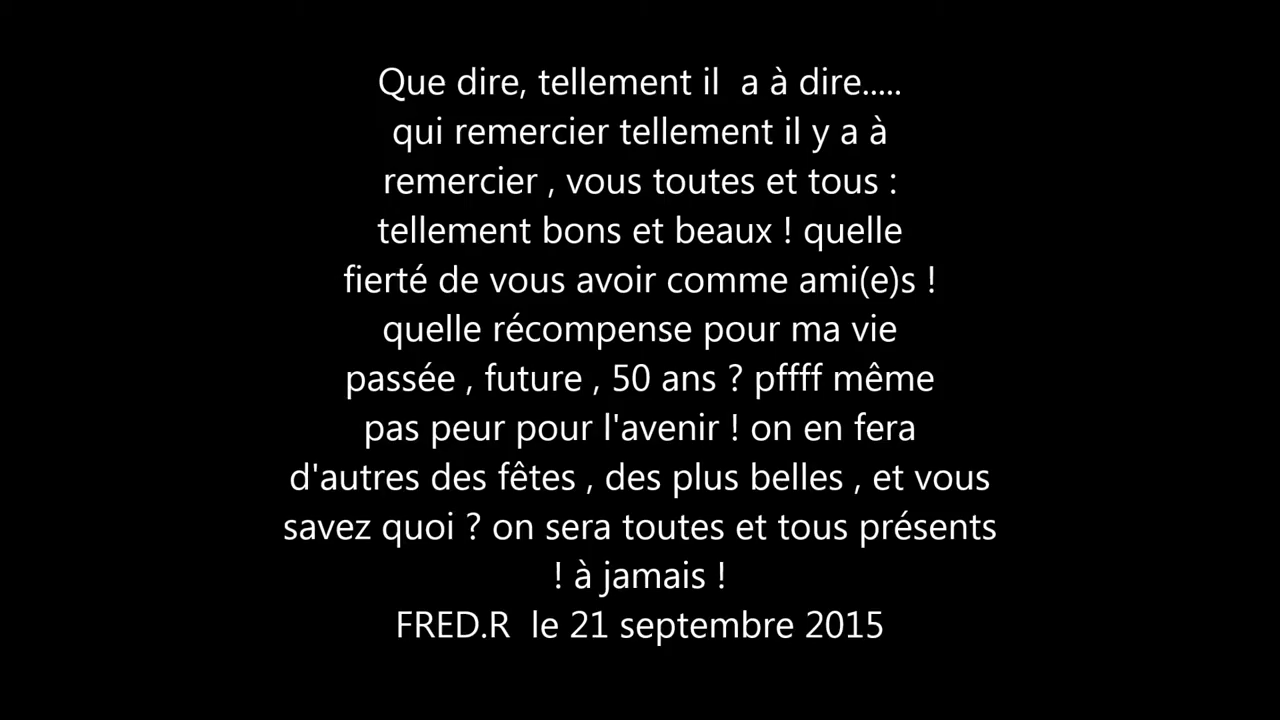 Que dire, tellement il  a à dire.....
qui remercier tellement il y a à
remercier , vous toutes et tous :
tellement bons et beaux ! quelle
fierté de vous avoir comme ami(e)s !
quelle récompense pour ma vie
passée , future , 50 ans ? pffff même
pas peur pour l'avenir ! on en fera
d'autres des fêtes , des plus belles , et vous
savez quoi ? on sera toutes et tous présents
! à jamais !
FRED.R  le 21 septembre 2015